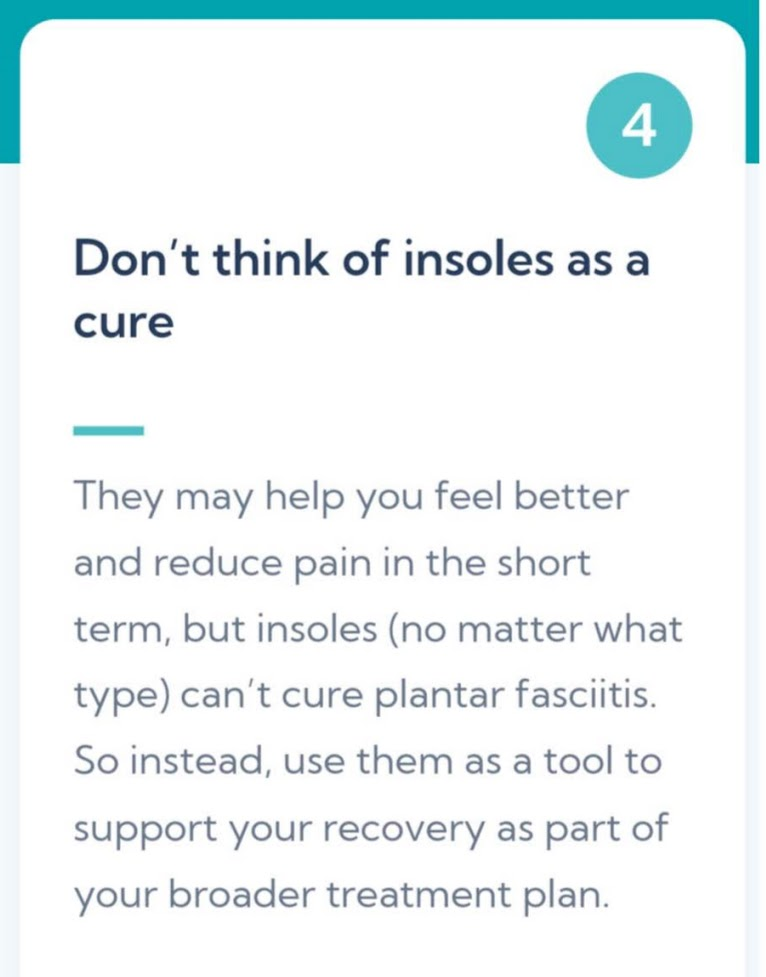 4
Don’t think of insoles as a
cure
They may help you feel better
and reduce pain in the short
term, but insoles (no matter what
type) can’t cure plantar fasciitis.
So instead, use them as a tool to
support your recovery as part of
your broader treatment plan.